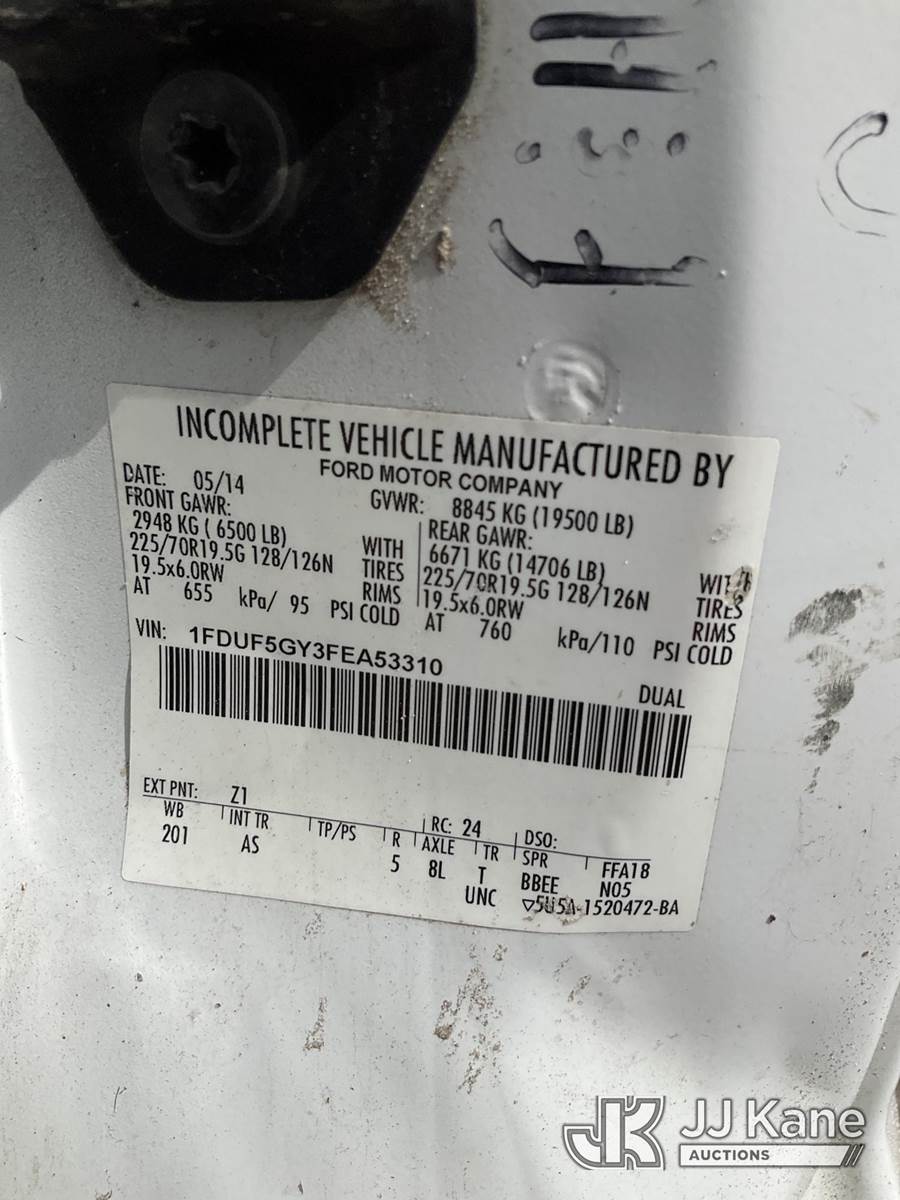 INCOMPLETE VEHICLE MANUFACTURED BY
FORD MOTOR COMPANY
DATE: 05/14 GVWR: 8845 KG (19500 LB)
FRONT GAWR: REAR GAWR:
2948 KG ( 6500 LB) WITH 6671 KG (14706 LB) WITH
225/70R19.5G 128/126N TIRES 225/70R19.5G 128/126N TIRES
19.5x6.0RW RIMS 19.5x6.0RW RIMS
AT 655 kPa/ 95 PSI COLD AT 760 kPa/110 PSI COLD
VIN: 1FDUF5GY3FEA53310
DUAL
EXT PNT: Z1 RC: 24 DSO:
WB INT TR TP/PS R AXLE TR SPR FFA18
201 AS 5 8L T BBEE N05
UNC ▽5U5A-1520472-BA
JK JJ Kane
AUCTIONS